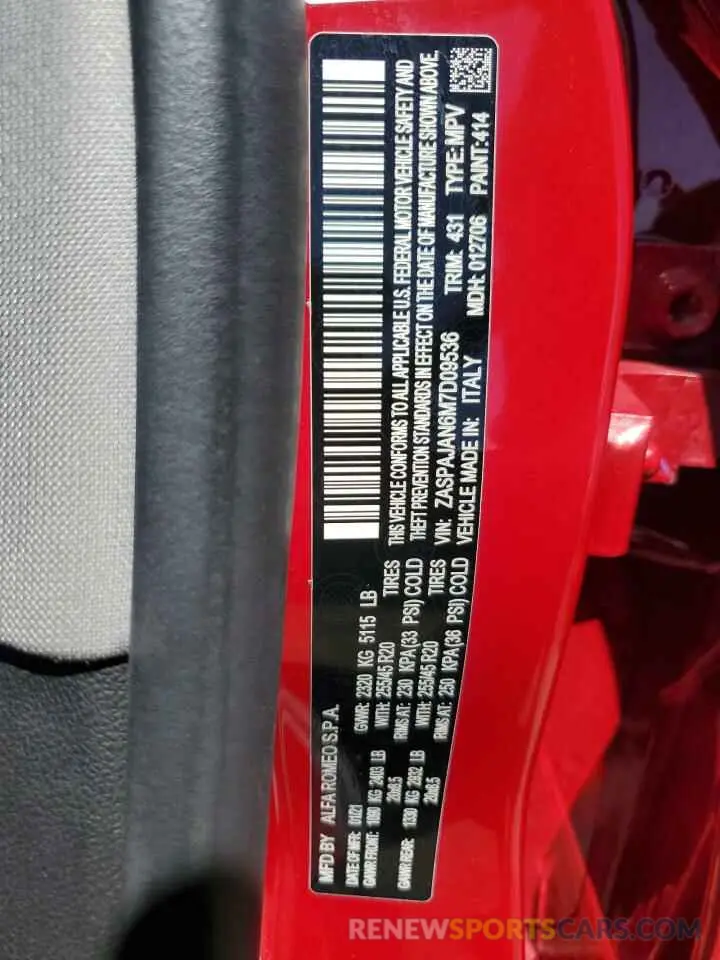 MFD BY ALFA ROMEO S.P.A.
DATE OF MFR: 01/21 GVWR: 2320 KG 5115 LB
GAWR FRONT: 1090 KG 2403 LB WITH: 255/45 R20 TIRES
20x8.5 RIMS AT: 230 KPA(33 PSI) COLD
GAWR REAR: 1330 KG 2932 LB WITH: 255/45 R20 TIRES
20x8.5 RIMS AT: 250 KPA(36 PSI) COLD
THIS VEHICLE CONFORMS TO ALL APPLICABLE U.S. FEDERAL MOTOR VEHICLE SAFETY AND
THEFT PREVENTION STANDARDS IN EFFECT ON THE DATE OF MANUFACTURE SHOWN ABOVE.
VIN: ZASPAJAN6M7D09536 TRIM: 431 TYPE: MPV
VEHICLE MADE IN: ITALY MDH: 012706 PAINT: 414
RENEWSPORTSCARS.COM